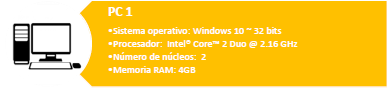 PC 1
•Sistema operativo: Windows 10 ~ 32 bits
•Procesador: Intel® Core™ 2 Duo @ 2.16 GHz
•Número de núcleos: 2
•Memoria RAM: 4GB